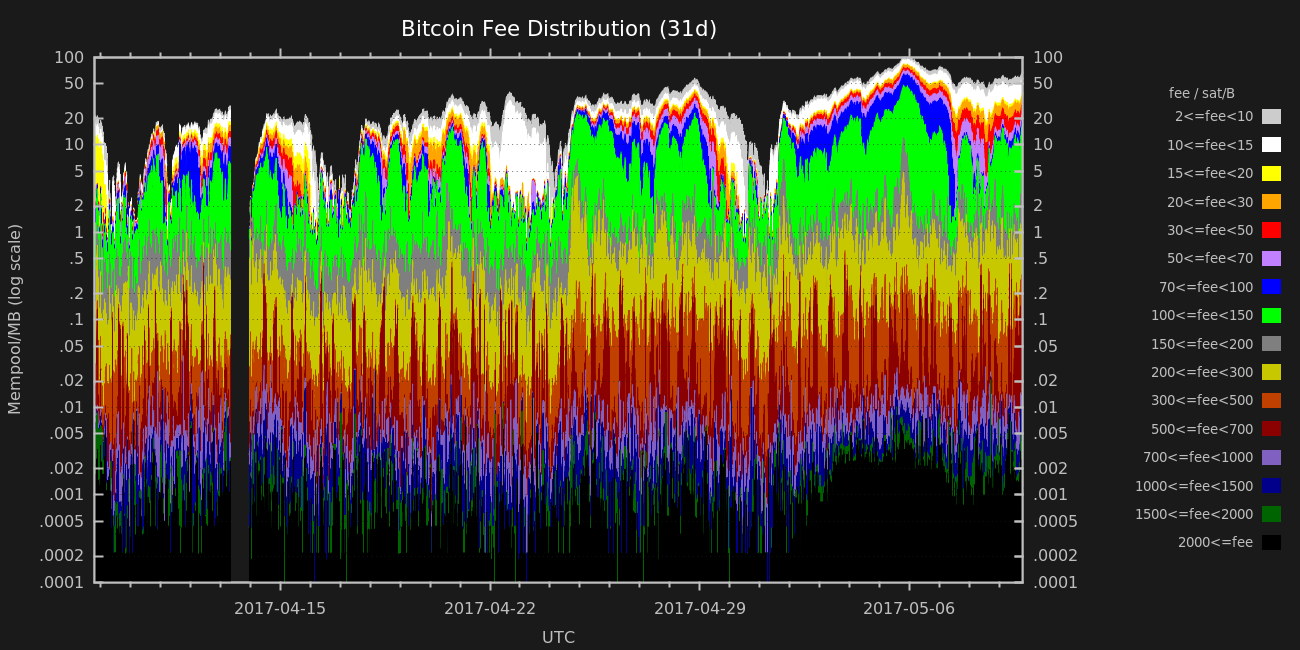 Bitcoin Fee Distribution (31d)
Mempool/MB (log scale)
100
50
20
10
5
2
1
.5
.2
.1
.05
.02
.01
.005
.002
.001
.0005
.0002
.0001
100
50
20
10
5
2
1
.5
.2
.1
.05
.02
.01
.005
.002
.001
.0005
.0002
.0001
2017-04-15 2017-04-22 2017-04-29 2017-05-06
UTC
fee / sat/B
2<=fee<10
10<=fee<15
15<=fee<20
20<=fee<30
30<=fee<50
50<=fee<70
70<=fee<100
100<=fee<150
150<=fee<200
200<=fee<300
300<=fee<500
500<=fee<700
700<=fee<1000
1000<=fee<1500
1500<=fee<2000
2000<=fee